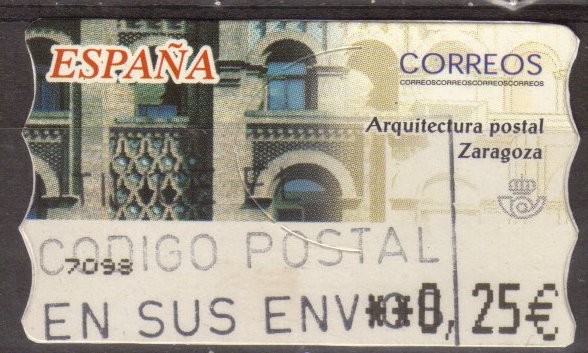 ESPAÑA
CORREOS
CORREOSCORREOSCORREOSCORREOS
Arquitectura postal
Zaragoza
CODIGO POSTAL
7098
EN SUS ENV
**0,25€